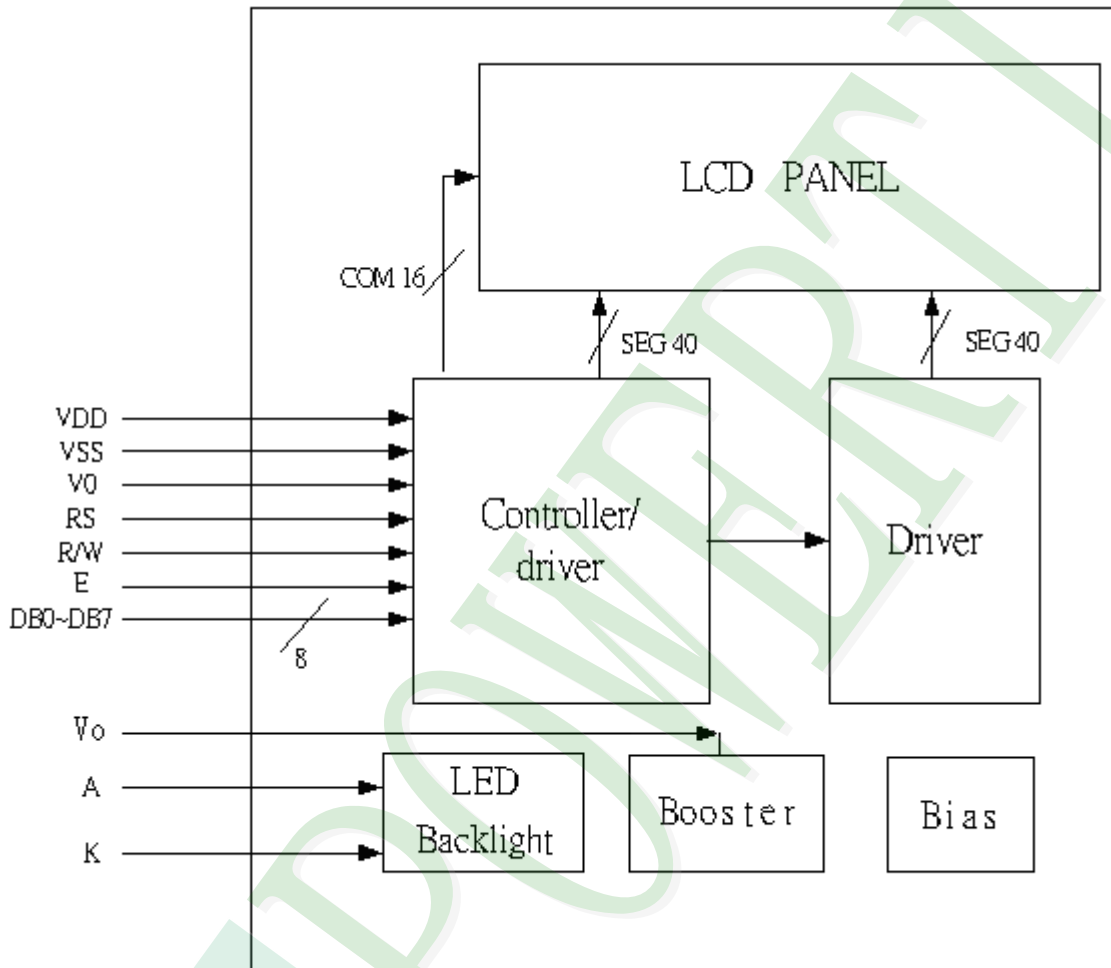 LCD PANEL
COM 16
SEG 40
SEG 40
VDD
VSS
V0
RS
R/W
E
DB0~DB7
8
Controller/
driver
Driver
Vo
A
K
LED
Backlight
Booster
Bias